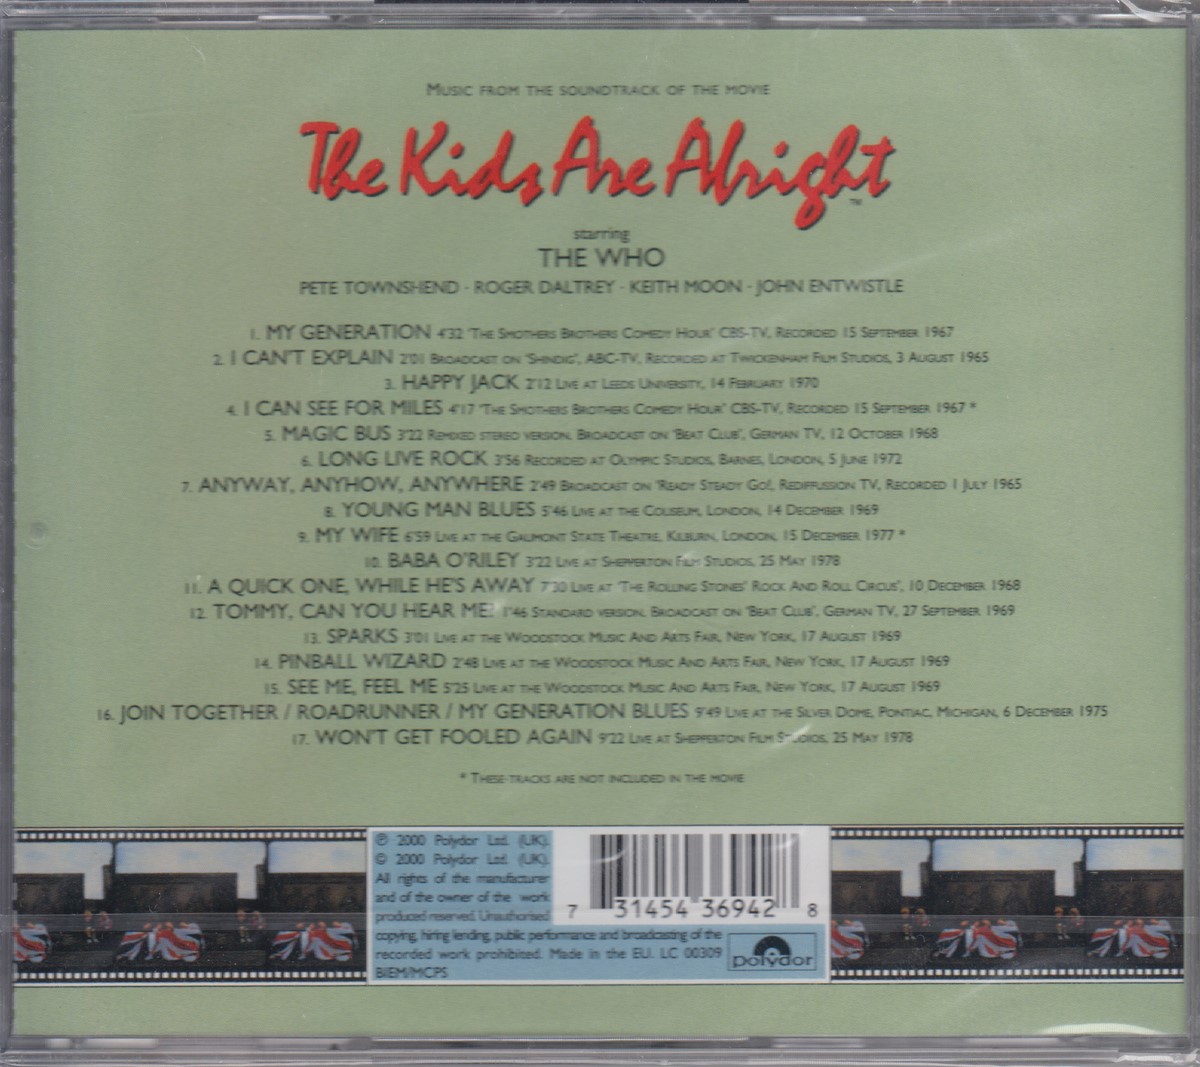 MUSIC FROM THE SOUNDTRACK OF THE MOVIE
The Kids Are Alright
TM
starring
THE WHO
PETE TOWNSHEND - ROGER DALTREY - KEITH MOON - JOHN ENTWISTLE
1. MY GENERATION 4'32 'THE SMOTHERS BROTHERS COMEDY HOUR' CBS-TV, RECORDED 15 SEPTEMBER 1967
2. I CAN'T EXPLAIN 2'01 BROADCAST ON 'SHINDIG', ABC-TV, RECORDED AT TWICKENHAM FILM STUDIOS, 3 AUGUST 1965
3. HAPPY JACK 2'12 LIVE AT LEEDS UNIVERSITY, 14 FEBRUARY 1970
4. I CAN SEE FOR MILES 4'17 'THE SMOTHERS BROTHERS COMEDY HOUR' CBS-TV, RECORDED 15 SEPTEMBER 1967 *
5. MAGIC BUS 3'22 REMIXED STEREO VERSION. BROADCAST ON 'BEAT CLUB', GERMAN TV, 12 OCTOBER 1968
6. LONG LIVE ROCK 3'56 RECORDED AT OLYMPIC STUDIOS, BARNES, LONDON, 5 JUNE 1972
7. ANYWAY, ANYHOW, ANYWHERE 2'49 BROADCAST ON 'READY STEADY GO!, REDIFFUSSION TV, RECORDED 1 JULY 1965
8. YOUNG MAN BLUES 5'46 LIVE AT THE COLISEUM, LONDON, 14 DECEMBER 1969
9. MY WIFE 6'59 LIVE AT THE GAUMONT STATE THEATRE, KILBURN, LONDON, 15 DECEMBER 1977 *
10. BABA O'RILEY 3'22 LIVE AT SHEPPERTON FILM STUDIOS, 25 MAY 1978
11. A QUICK ONE, WHILE HE'S AWAY 7'30 LIVE AT 'THE ROLLING STONES' ROCK AND ROLL CIRCUS', 10 DECEMBER 1968
12. TOMMY, CAN YOU HEAR ME? 1'46 STANDARD VERSION. BROADCAST ON 'BEAT CLUB', GERMAN TV, 27 SEPTEMBER 1969
13. SPARKS 3'01 LIVE AT THE WOODSTOCK MUSIC AND ARTS FAIR, NEW YORK, 17 AUGUST 1969
14. PINBALL WIZARD 2'48 LIVE AT THE WOODSTOCK MUSIC AND ARTS FAIR, NEW YORK, 17 AUGUST 1969
15. SEE ME, FEEL ME 5'25 LIVE AT THE WOODSTOCK MUSIC AND ARTS FAIR, NEW YORK, 17 AUGUST 1969
16. JOIN TOGETHER / ROADRUNNER / MY GENERATION BLUES 9'49 LIVE AT THE SILVER DOME, PONTIAC, MICHIGAN, 6 DECEMBER 1975
17. WON'T GET FOOLED AGAIN 9'22 LIVE AT SHEPPERTON FILM STUDIOS, 25 MAY 1978
* THESE TRACKS ARE NOT INCLUDED IN THE MOVIE
℗ 2000 Polydor Ltd. (UK).
© 2000 Polydor Ltd. (UK).
All rights of the manufacturer
and of the owner of the work
produced reserved. Unauthorised
copying, hiring lending, public performance and broadcasting of the
recorded work prohibited. Made in the EU. LC 00309
BIEM/MCPS
7 31454 36942 8
polydor